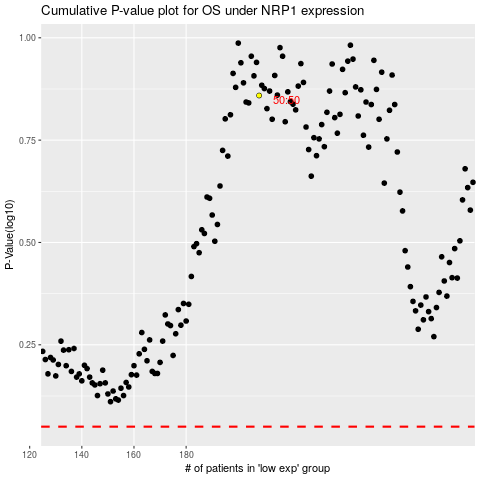 Cumulative P-value plot for OS under NRP1 expression
1.00
0.75
0.50
0.25
P-Value(log10)
50:50
120 140 160 180
# of patients in 'low exp' group